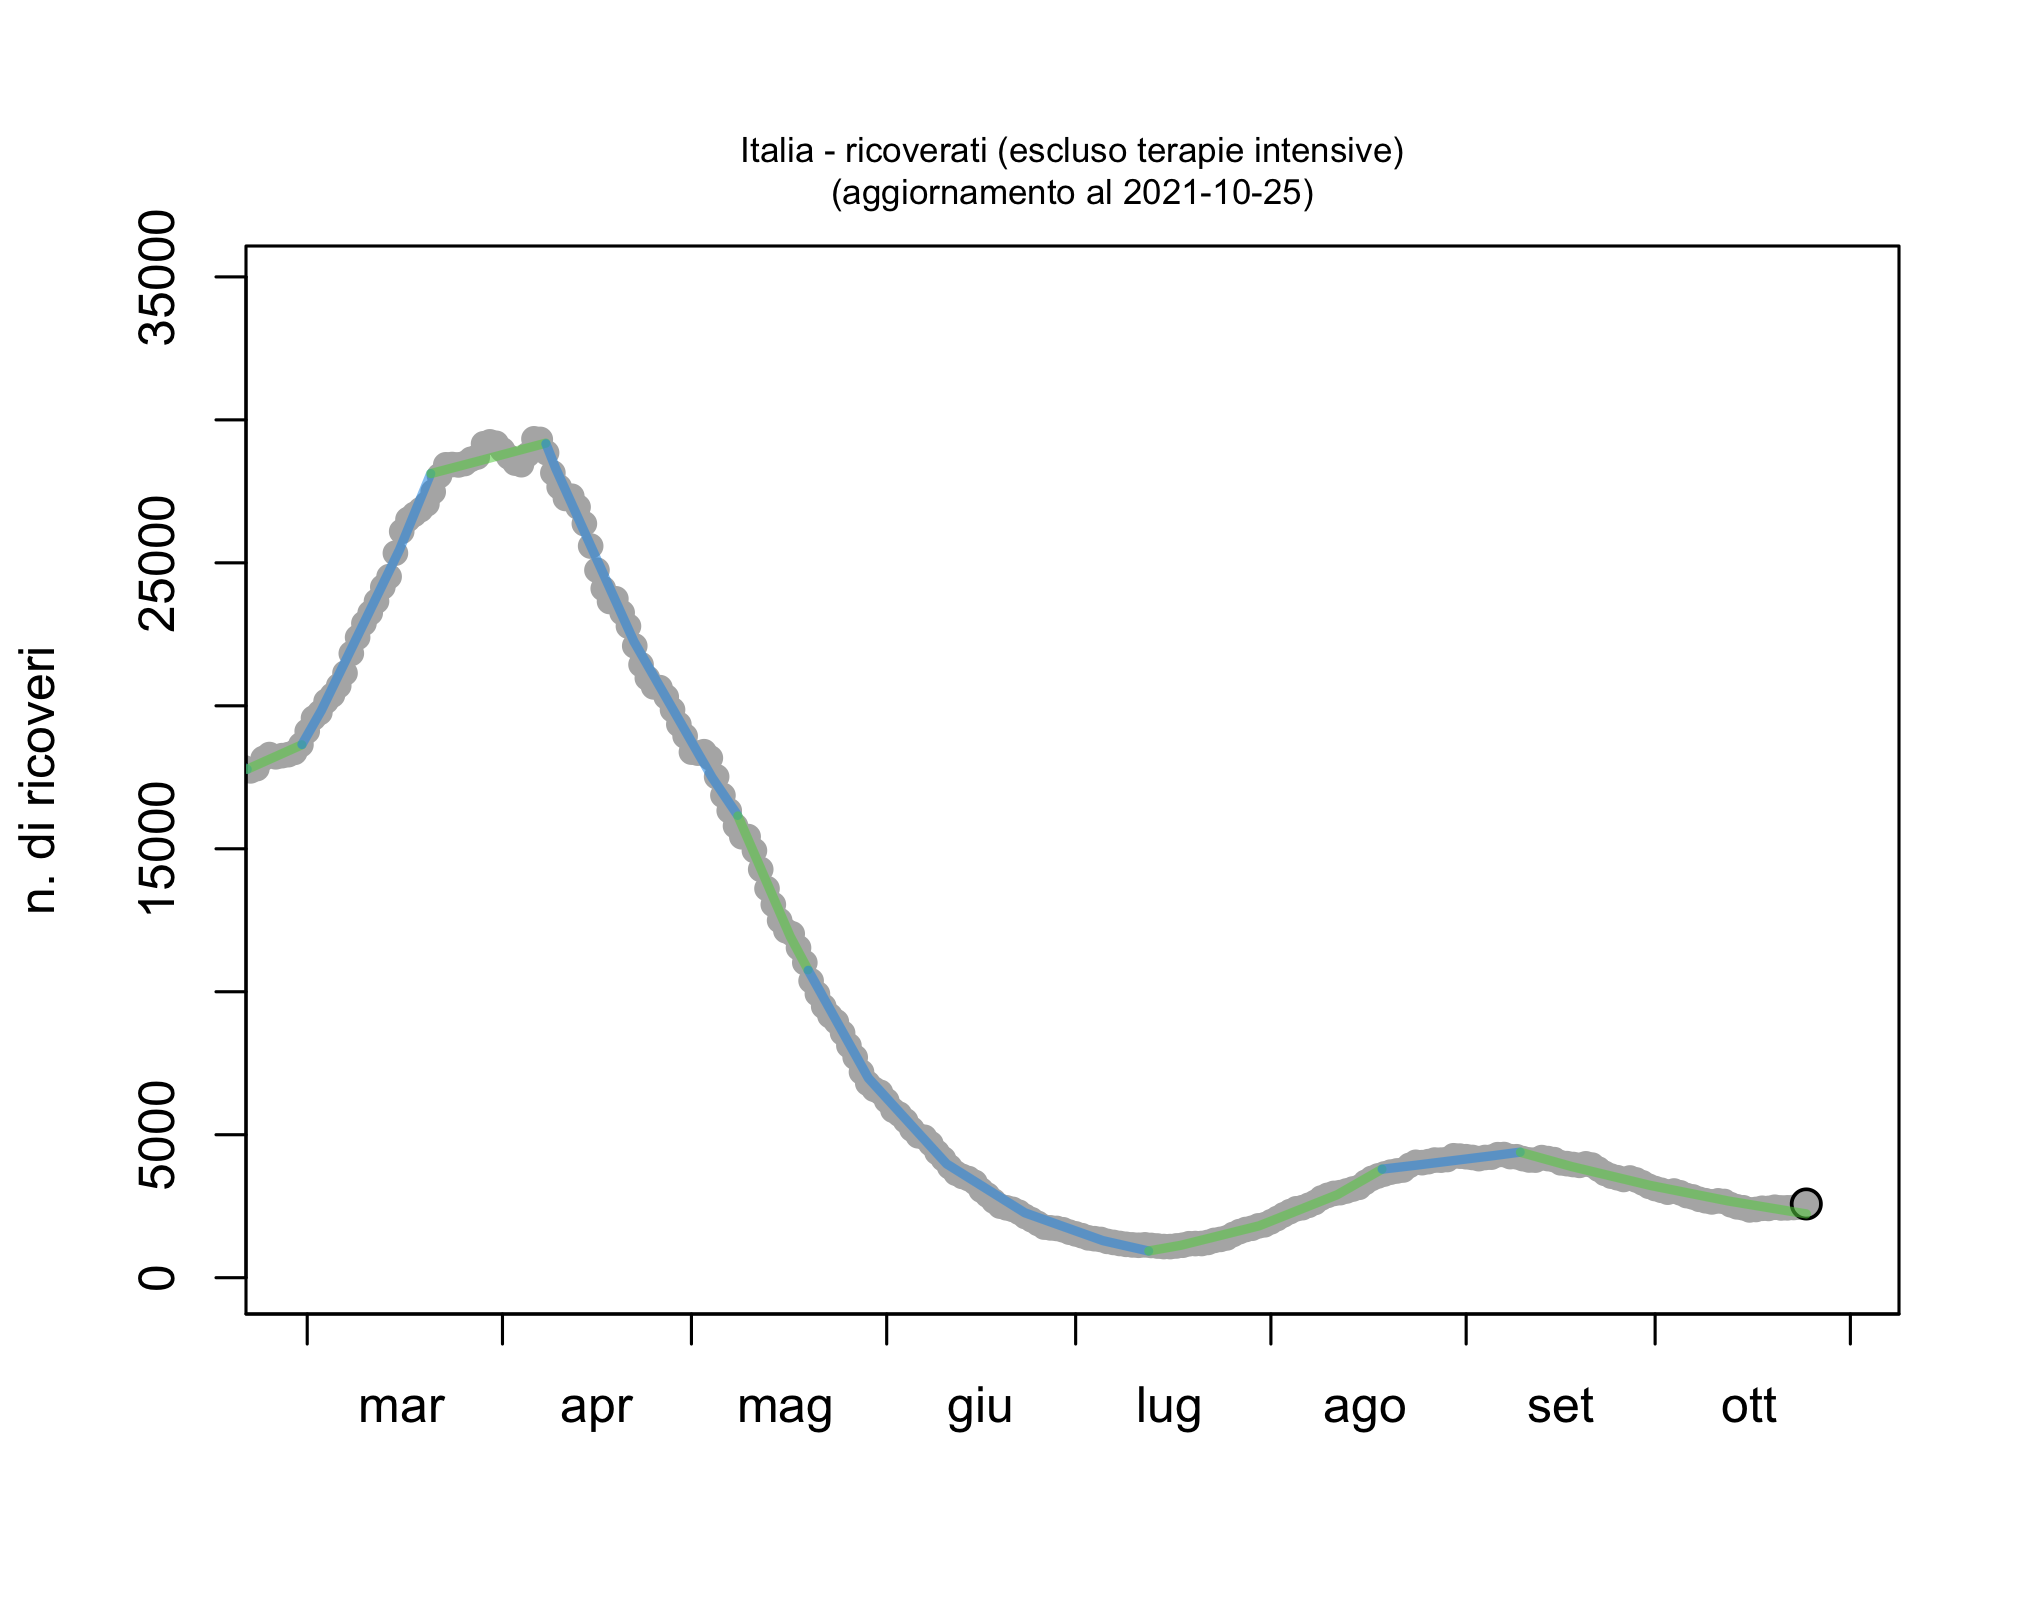 Italia - ricoverati (escluso terapie intensive)
(aggiornamento al 2021-10-25)
n. di ricoveri
35000
25000
15000
5000
0
mar apr mag giu lug ago set ott